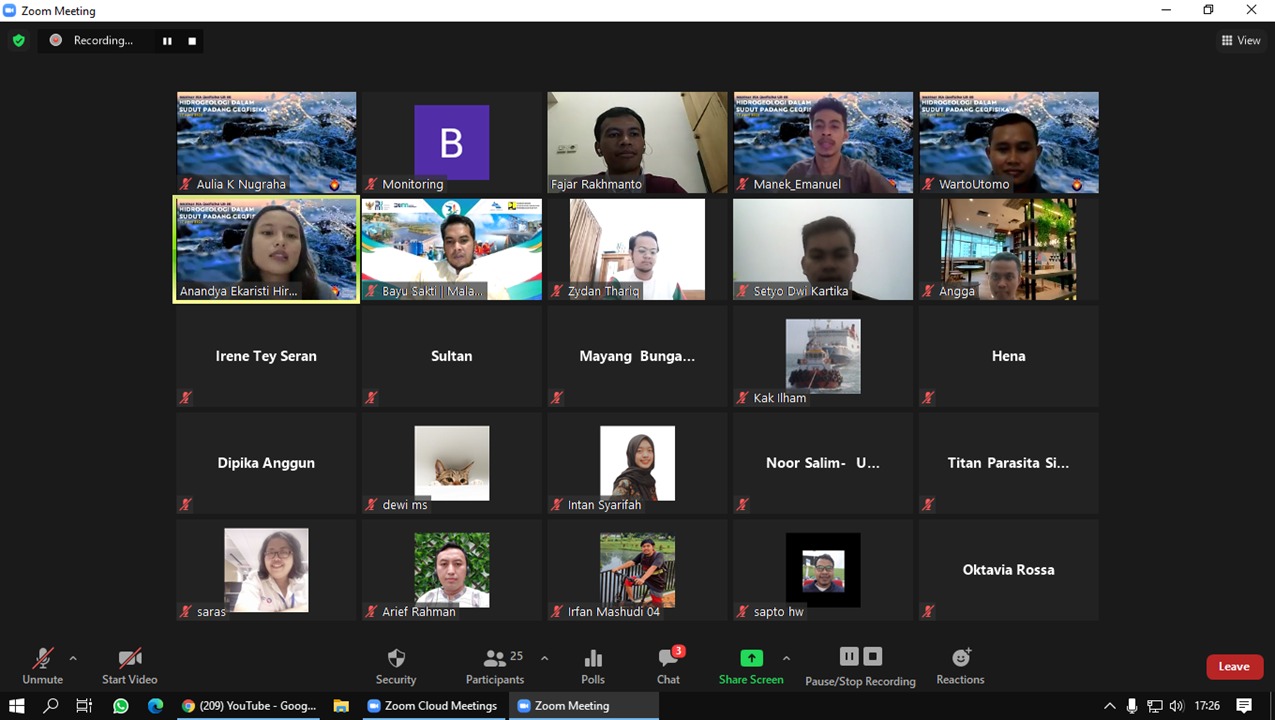 Zoom Meeting
Recording...
View
HIDROGEOLOGI DALAM
SUDUT PADANG GEOFISIKA
Aulia K Nugraha
B
Monitoring
Fajar Rakhmanto
HIDROGEOLOGI DALAM
SUDUT PADANG GEOFISIKA
Manek_Emanuel
HIDROGEOLOGI DALAM
SUDUT PADANG GEOFISIKA
WartoUtomo
HIDROGEOLOGI DALAM
SUDUT PADANG GEOFISIKA
Anandya Ekaristi Hir...
Bayu Sakti | Mala...
Zydan Thariq
Setyo Dwi Kartika
Angga
Irene Tey Seran
Sultan
Mayang Bunga...
Kak Ilham
Hena
Dipika Anggun
dewi ms
Intan Syarifah
Noor Salim- U...
Titan Parasita Si...
saras
Arief Rahman
Irfan Mashudi 04
sapto hw
Oktavia Rossa
Unmute
Start Video
Security
25
Participants
Polls
3
Chat
Share Screen
Pause/Stop Recording
Reactions
Leave
(209) YouTube - Goog...
Zoom Cloud Meetings
Zoom Meeting
17:26